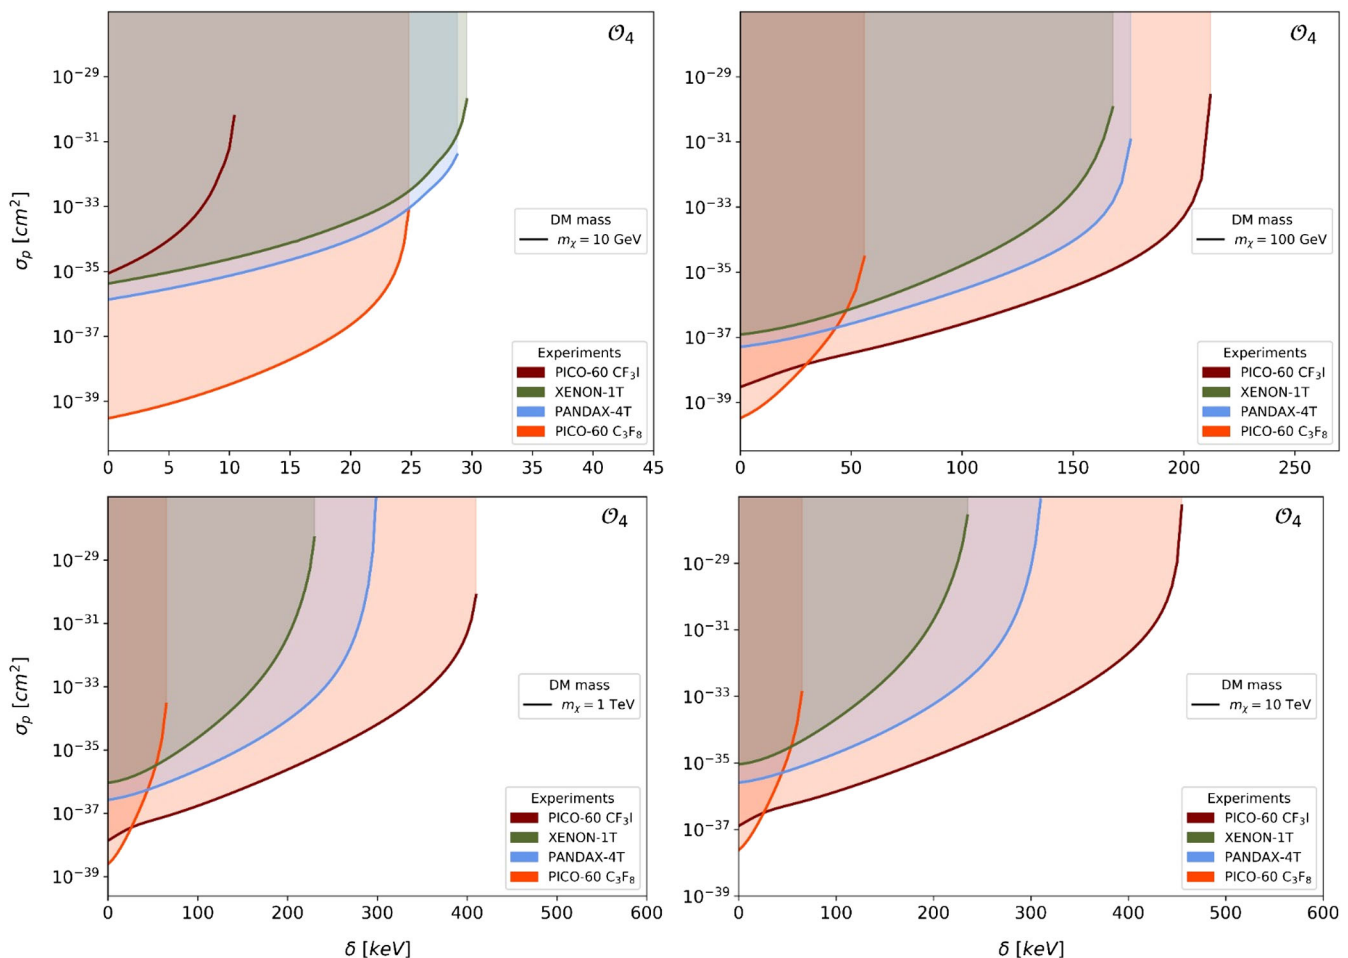 𝒪₄
10⁻²⁹
10⁻³¹
10⁻³³
10⁻³⁵
10⁻³⁷
10⁻³⁹
σₚ [cm²]
DM mass
mᵪ = 10 GeV
Experiments
PICO-60 CF₃I
XENON-1T
PANDAX-4T
PICO-60 C₃F₈
0 5 10 15 20 25 30 35 40 45
𝒪₄
10⁻²⁹
10⁻³¹
10⁻³³
10⁻³⁵
10⁻³⁷
10⁻³⁹
DM mass
mᵪ = 100 GeV
Experiments
PICO-60 CF₃I
XENON-1T
PANDAX-4T
PICO-60 C₃F₈
0 50 100 150 200 250
𝒪₄
10⁻²⁹
10⁻³¹
10⁻³³
10⁻³⁵
10⁻³⁷
10⁻³⁹
σₚ [cm²]
DM mass
mᵪ = 1 TeV
Experiments
PICO-60 CF₃I
XENON-1T
PANDAX-4T
PICO-60 C₃F₈
0 100 200 300 400 500 600
δ [keV]
𝒪₄
10⁻²⁹
10⁻³¹
10⁻³³
10⁻³⁵
10⁻³⁷
10⁻³⁹
DM mass
mᵪ = 10 TeV
Experiments
PICO-60 CF₃I
XENON-1T
PANDAX-4T
PICO-60 C₃F₈
0 100 200 300 400 500 600
δ [keV]